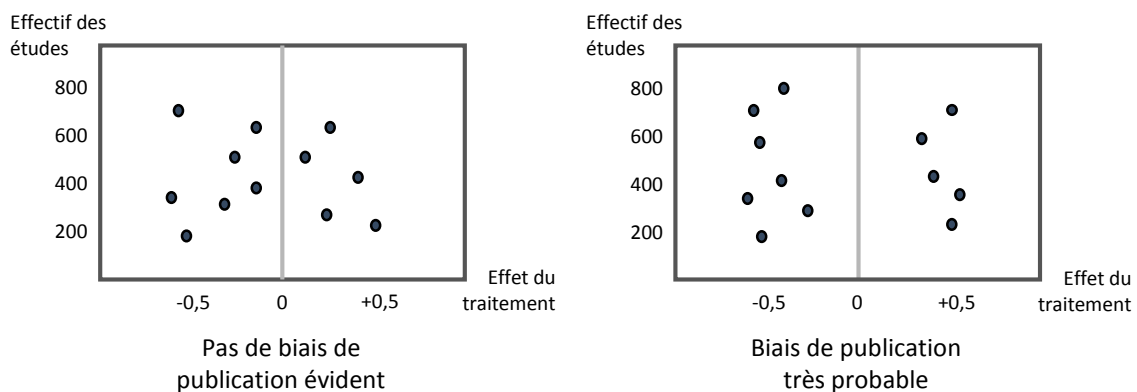 Effectif des
études
800
600
400
200
-0,5 0 +0,5
Effet du
traitement
Pas de biais de
publication évident
Effectif des
études
800
600
400
200
-0,5 0 +0,5
Effet du
traitement
Biais de publication
très probable